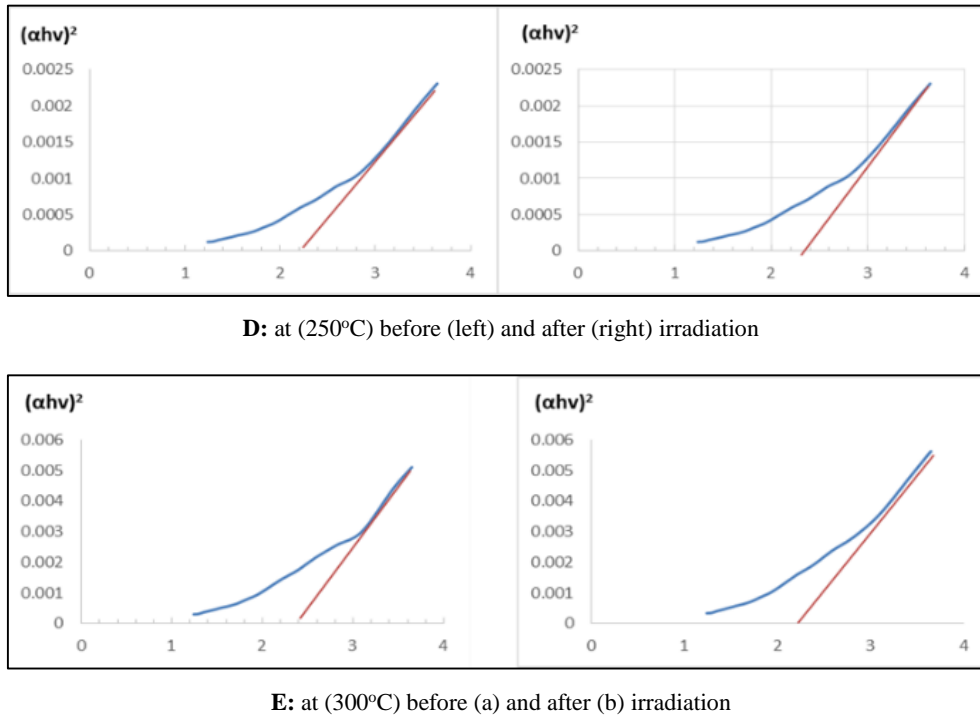 (αhv)²
0.0025
0.002
0.0015
0.001
0.0005
0
0 1 2 3 4
(αhv)²
0.0025
0.002
0.0015
0.001
0.0005
0
0 1 2 3 4
D: at (250°C) before (left) and after (right) irradiation
(αhv)²
0.006
0.005
0.004
0.003
0.002
0.001
0
0 1 2 3 4
(αhv)²
0.006
0.005
0.004
0.003
0.002
0.001
0
0 1 2 3 4
E: at (300°C) before (a) and after (b) irradiation